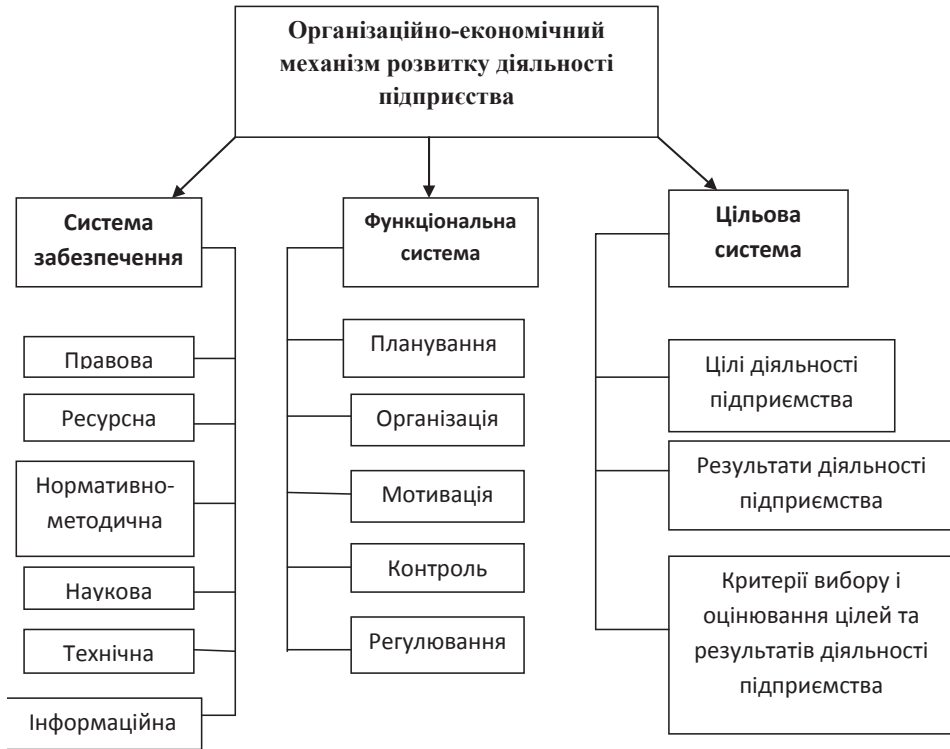 Організаційно-економічний
механізм розвитку діяльності
підприєства
Система
забезпечення
Правова
Ресурсна
Нормативно-
методична
Наукова
Технічна
Інформаційна
Функціональна
система
Планування
Організація
Мотивація
Контроль
Регулювання
Цільова
система
Цілі діяльності
підприємства
Результати діяльності
підприємства
Критерії вибору і
оцінювання цілей та
результатів діяльності
підприємства